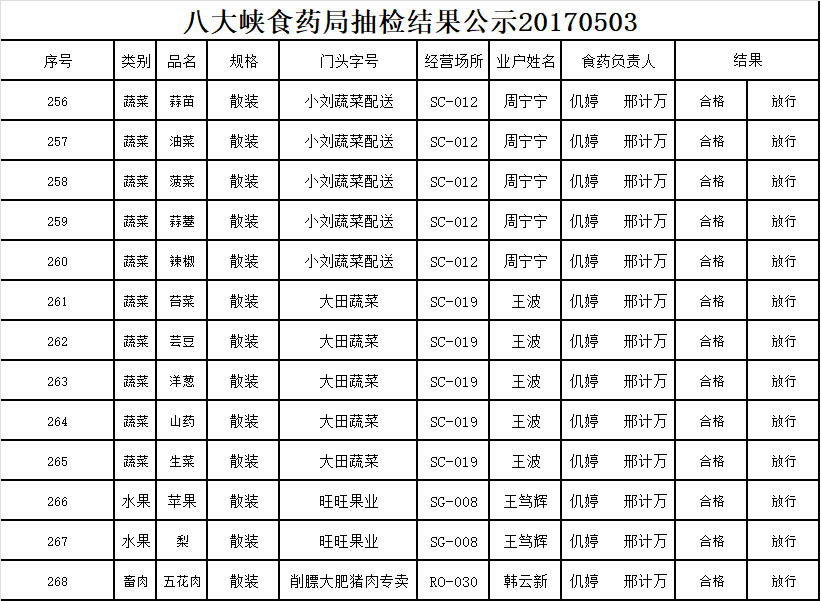 八大峡食药局抽检结果公示20170503
序号 类别 品名 规格 门头字号 经营场所 业户姓名 食药负责人 结果
256 蔬菜 蒜苗 散装 小刘蔬菜配送 SC-012 周宁宁 仉婷 邢计万 合格 放行
257 蔬菜 油菜 散装 小刘蔬菜配送 SC-012 周宁宁 仉婷 邢计万 合格 放行
258 蔬菜 菠菜 散装 小刘蔬菜配送 SC-012 周宁宁 仉婷 邢计万 合格 放行
259 蔬菜 蒜薹 散装 小刘蔬菜配送 SC-012 周宁宁 仉婷 邢计万 合格 放行
260 蔬菜 辣椒 散装 小刘蔬菜配送 SC-012 周宁宁 仉婷 邢计万 合格 放行
261 蔬菜 苔菜 散装 大田蔬菜 SC-019 王波 仉婷 邢计万 合格 放行
262 蔬菜 芸豆 散装 大田蔬菜 SC-019 王波 仉婷 邢计万 合格 放行
263 蔬菜 洋葱 散装 大田蔬菜 SC-019 王波 仉婷 邢计万 合格 放行
264 蔬菜 山药 散装 大田蔬菜 SC-019 王波 仉婷 邢计万 合格 放行
265 蔬菜 生菜 散装 大田蔬菜 SC-019 王波 仉婷 邢计万 合格 放行
266 水果 苹果 散装 旺旺果业 SG-008 王笃辉 仉婷 邢计万 合格 放行
267 水果 梨 散装 旺旺果业 SG-008 王笃辉 仉婷 邢计万 合格 放行
268 畜肉 五花肉 散装 削膘大肥猪肉专卖 RO-030 韩云新 仉婷 邢计万 合格 放行